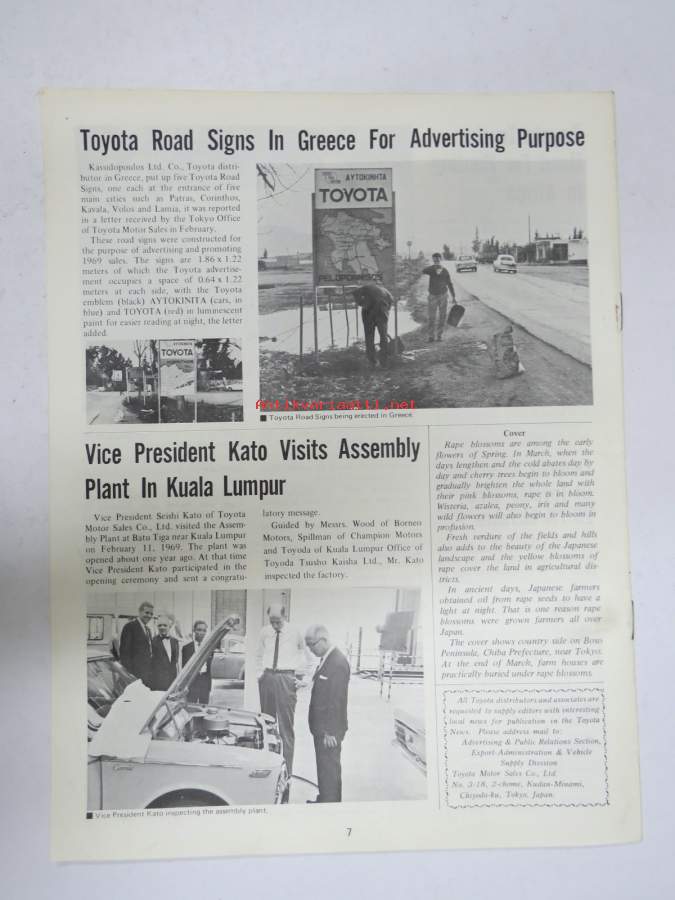 Toyota Road Signs In Greece For Advertising Purpose
Kassidopoulos Ltd. Co., Toyota distri-
butor in Greece, put up five Toyota Road
Signs, one each at the entrance of five
main cities such as Patras, Corinthos,
Kavala, Volos and Lamia, it was reported
in a letter received by the Tokyo Office
of Toyota Motor Sales in February.
These road signs were constructed for
the purpose of advertising and promoting
1969 sales. The signs are 1.86 x 1.22
meters of which the Toyota advertise-
ment occupies a space of 0.64 x 1.22
meters at each side, with the Toyota
emblem (black) AYTOKINITA (cars, in
blue) and TOYOTA (red) in luminescent
paint for easier reading at night, the letter
added.
ΑΥΤΟΚΙΝΗΤΑ
TOYOTA
PELOPONNISOS
TOYOTA
Antikvariaatti.net
■ Toyota Road Signs being erected in Greece.
Vice President Kato Visits Assembly
Plant In Kuala Lumpur
Vice President Seishi Kato of Toyota
Motor Sales Co., Ltd. visited the Assem-
bly Plant at Batu Tiga near Kuala Lumpur
on February 11, 1969. The plant was
opened about one year ago. At that time
Vice President Kato participated in the
opening ceremony and sent a congratu-
latory message.
Guided by Messrs. Wood of Borneo
Motors, Spillman of Champion Motors
and Toyoda of Kuala Lumpur Office of
Toyoda Tsusho Kaisha Ltd., Mr. Kato
inspected the factory.
■ Vice President Kato inspecting the assembly plant.
Cover
Rape blossoms are among the early
flowers of Spring. In March, when the
days lengthen and the cold abates day by
day and cherry trees begin to bloom and
gradually brighten the whole land with
their pink blossoms, rape is in bloom.
Wisteria, azalea, peony, iris and many
wild flowers will also begin to bloom in
profusion.
Fresh verdure of the fields and hills
also adds to the beauty of the Japanese
landscape and the yellow blossoms of
rape cover the land in agricultural dis-
tricts.
In ancient days, Japanese farmers
obtained oil from rape seeds to have a
light at night. That is one reason rape
blossoms were grown farmers all over
Japan.
The cover shows country side on Boso
Peninsula, Chiba Prefecture, near Tokyo.
At the end of March, farm houses are
practically buried under rape blossoms.
All Toyota distributors and associates are
requested to supply editors with interesting
local news for publication in the Toyota
News. Please address mail to:
Advertising & Public Relations Section,
Export-Administration & Vehicle
Supply Division
Toyota Motor Sales Co., Ltd.
No. 3-18, 2-chome, Kudan-Minami,
Chiyoda-ku, Tokyo, Japan.
7